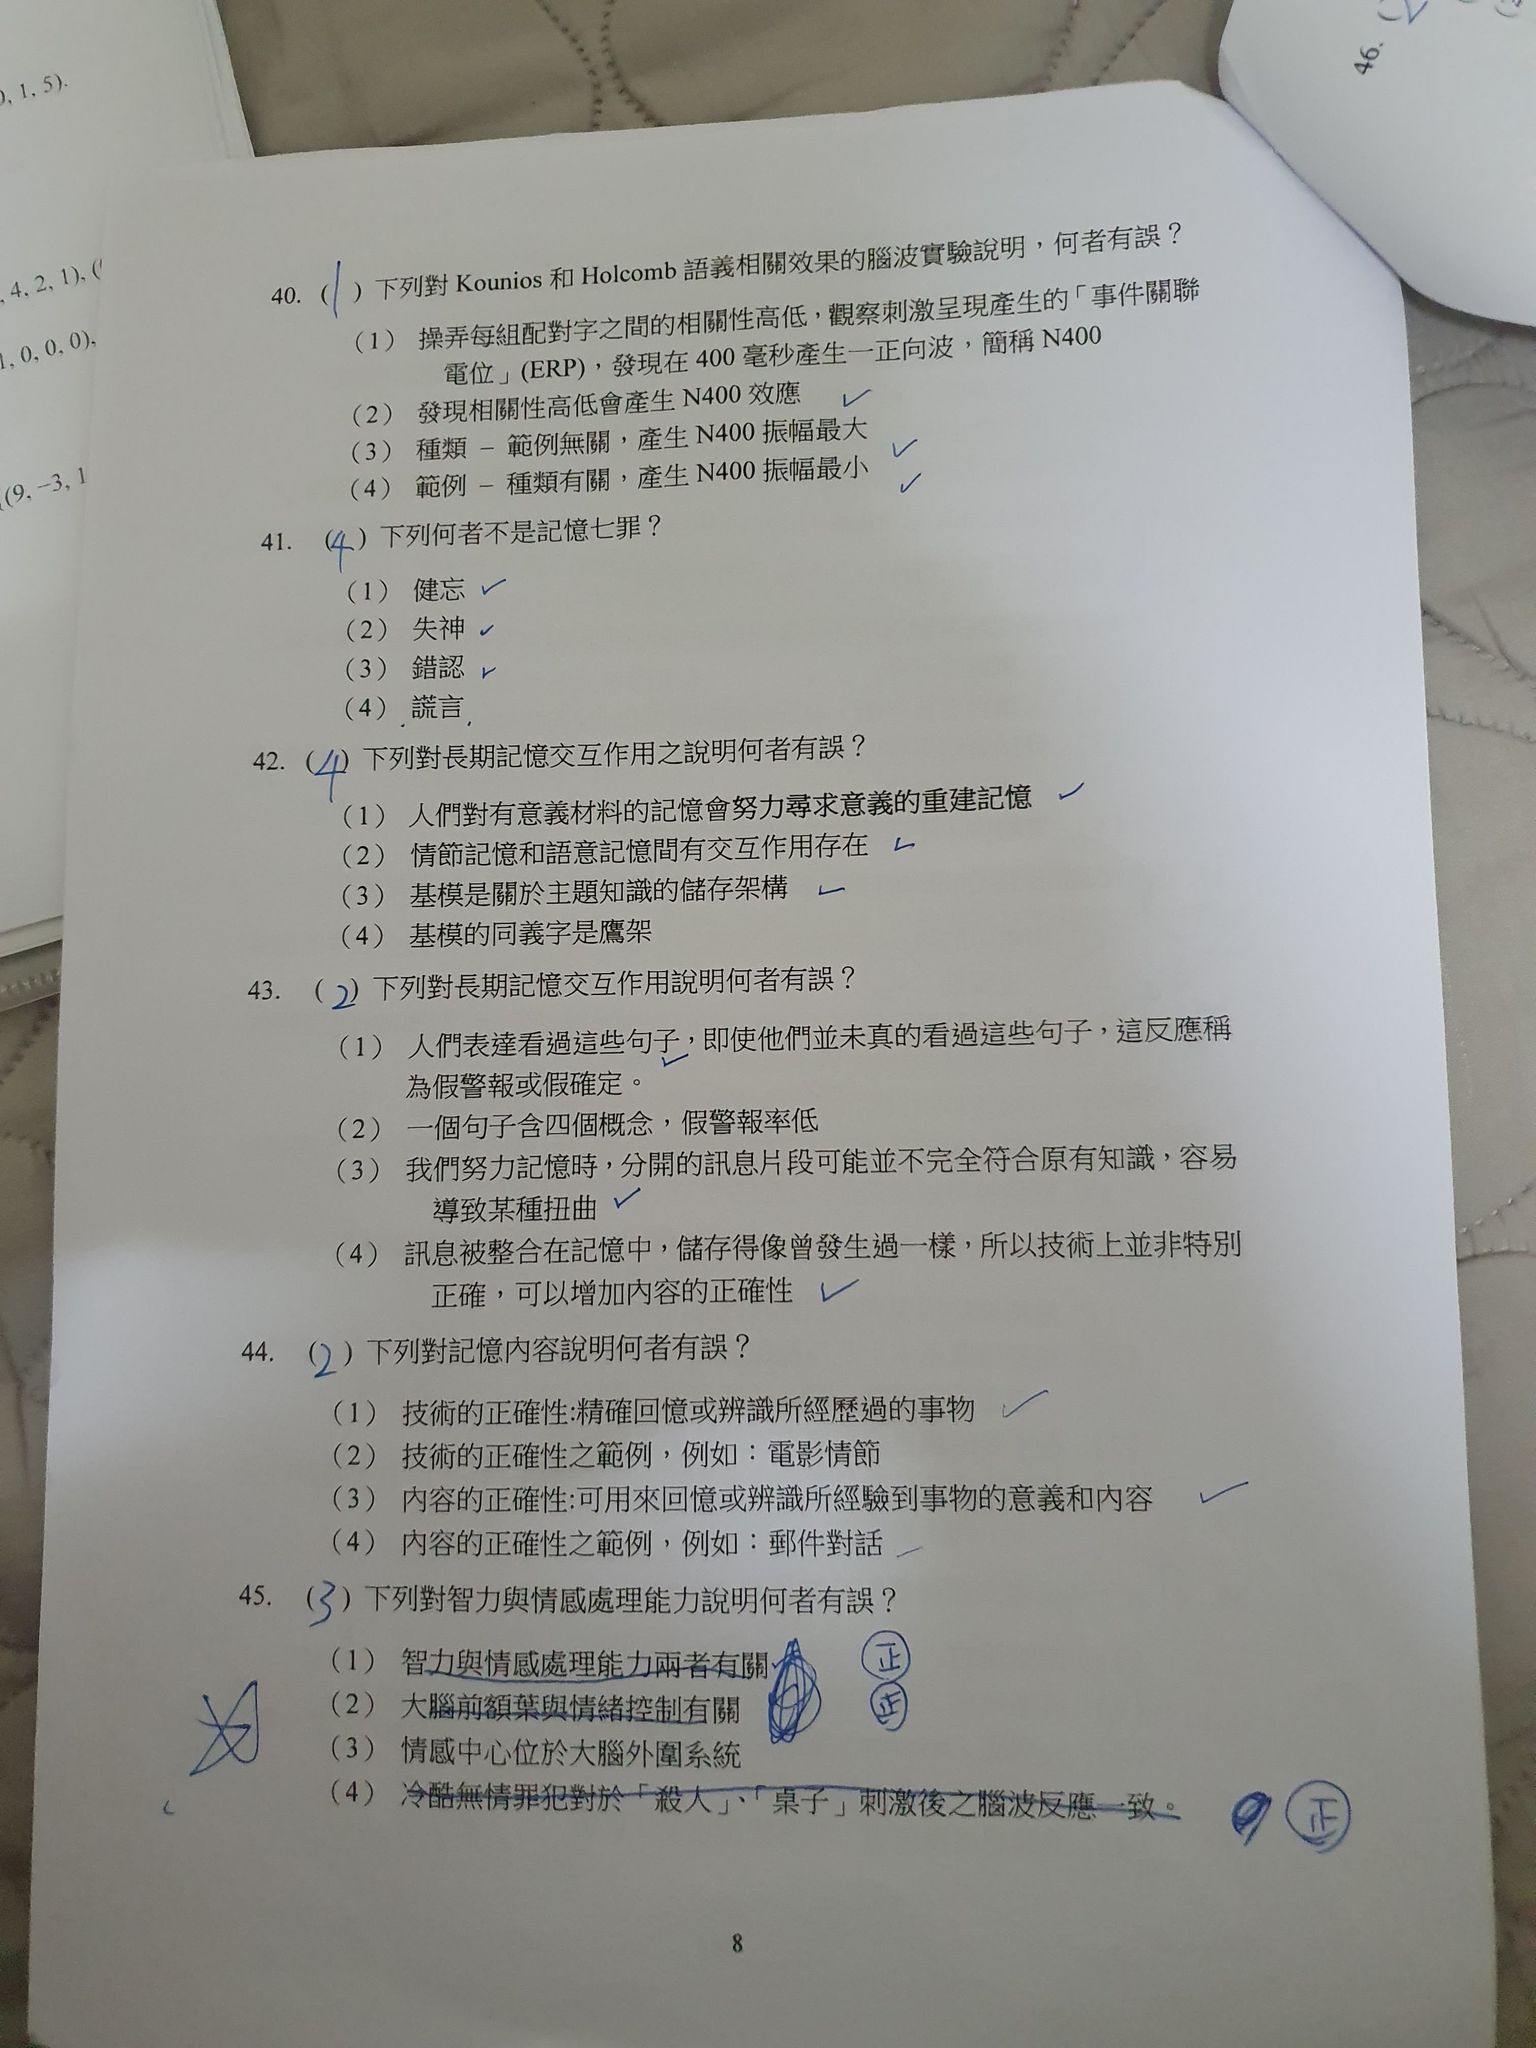 0, 1, 5).
, 4, 2, 1), (
1, 0, 0, 0),
(9, −3, 1
46. (
40. (1) 下列對 Kounios 和 Holcomb 語義相關效果的腦波實驗說明，何者有誤？
(1) 操弄每組配對字之間的相關性高低，觀察刺激呈現產生的「事件關聯
電位」(ERP)，發現在 400 毫秒產生一正向波，簡稱 N400
(2) 發現相關性高低會產生 N400 效應 ✓
(3) 種類 – 範例無關，產生 N400 振幅最大 ✓
(4) 範例 – 種類有關，產生 N400 振幅最小 ✓
41. (4) 下列何者不是記憶七罪？
(1) 健忘 ✓
(2) 失神 ✓
(3) 錯認 ✓
(4) 謊言
42. (4) 下列對長期記憶交互作用之說明何者有誤？
(1) 人們對有意義材料的記憶會努力尋求意義的重建記憶 ✓
(2) 情節記憶和語意記憶間有交互作用存在 ✓
(3) 基模是關於主題知識的儲存架構 ✓
(4) 基模的同義字是鷹架
43. (2) 下列對長期記憶交互作用說明何者有誤？
(1) 人們表達看過這些句子，即使他們並未真的看過這些句子，這反應稱
為假警報或假確定。 ✓
(2) 一個句子含四個概念，假警報率低
(3) 我們努力記憶時，分開的訊息片段可能並不完全符合原有知識，容易
導致某種扭曲 ✓
(4) 訊息被整合在記憶中，儲存得像曾發生過一樣，所以技術上並非特別
正確，可以增加內容的正確性 ✓
44. (2) 下列對記憶內容說明何者有誤？
(1) 技術的正確性:精確回憶或辨識所經歷過的事物 ✓
(2) 技術的正確性之範例，例如：電影情節
(3) 內容的正確性:可用來回憶或辨識所經驗到事物的意義和內容 ✓
(4) 內容的正確性之範例，例如：郵件對話
45. (3) 下列對智力與情感處理能力說明何者有誤？
(1) 智力與情感處理能力兩者有關 正
(2) 大腦前額葉與情緒控制有關 正
(3) 情感中心位於大腦外圍系統
(4) 冷酷無情罪犯對於「殺人」、「桌子」刺激後之腦波反應一致。 正
8